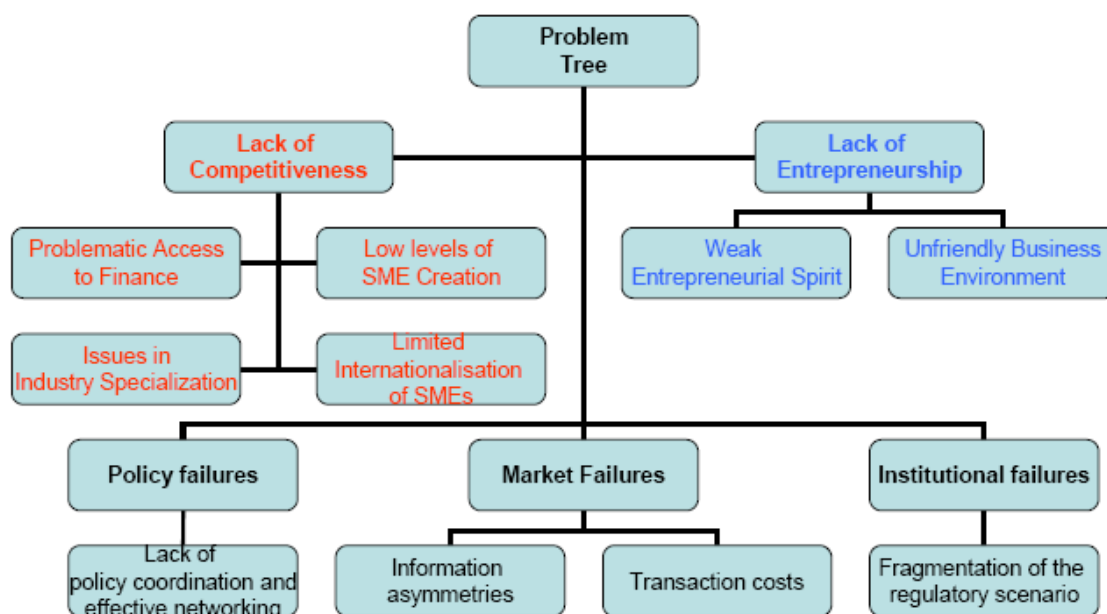 Problem
Tree
Lack of
Competitiveness
Lack of
Entrepreneurship
Problematic Access
to Finance
Low levels of
SME Creation
Weak
Entrepreneurial Spirit
Unfriendly Business
Environment
Issues in
Industry Specialization
Limited
Internationalisation
of SMEs
Policy failures
Market Failures
Institutional failures
Lack of
policy coordination and
effective networking
Information
asymmetries
Transaction costs
Fragmentation of the
regulatory scenario